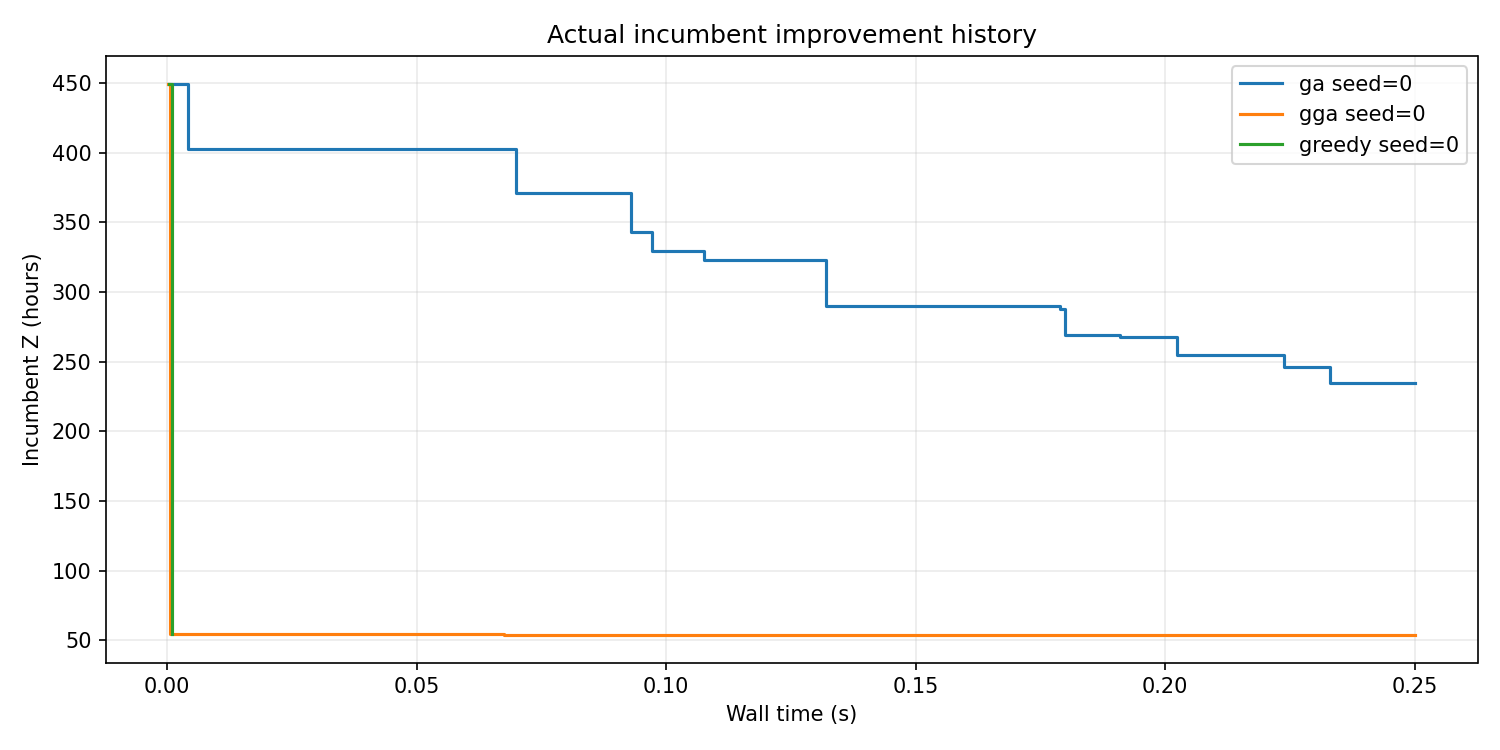 Actual incumbent improvement history
ga seed=0
gga seed=0
greedy seed=0
Incumbent Z (hours)
450
400
350
300
250
200
150
100
50
0.00 0.05 0.10 0.15 0.20 0.25
Wall time (s)